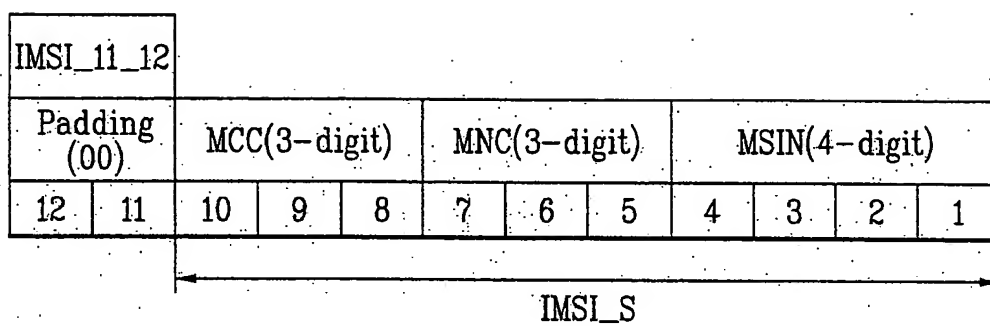 IMSI_11_12
Padding (00) MCC(3-digit) MNC(3-digit) MSIN(4-digit)
12 11 10 9 8 7 6 5 4 3 2 1
IMSI_S